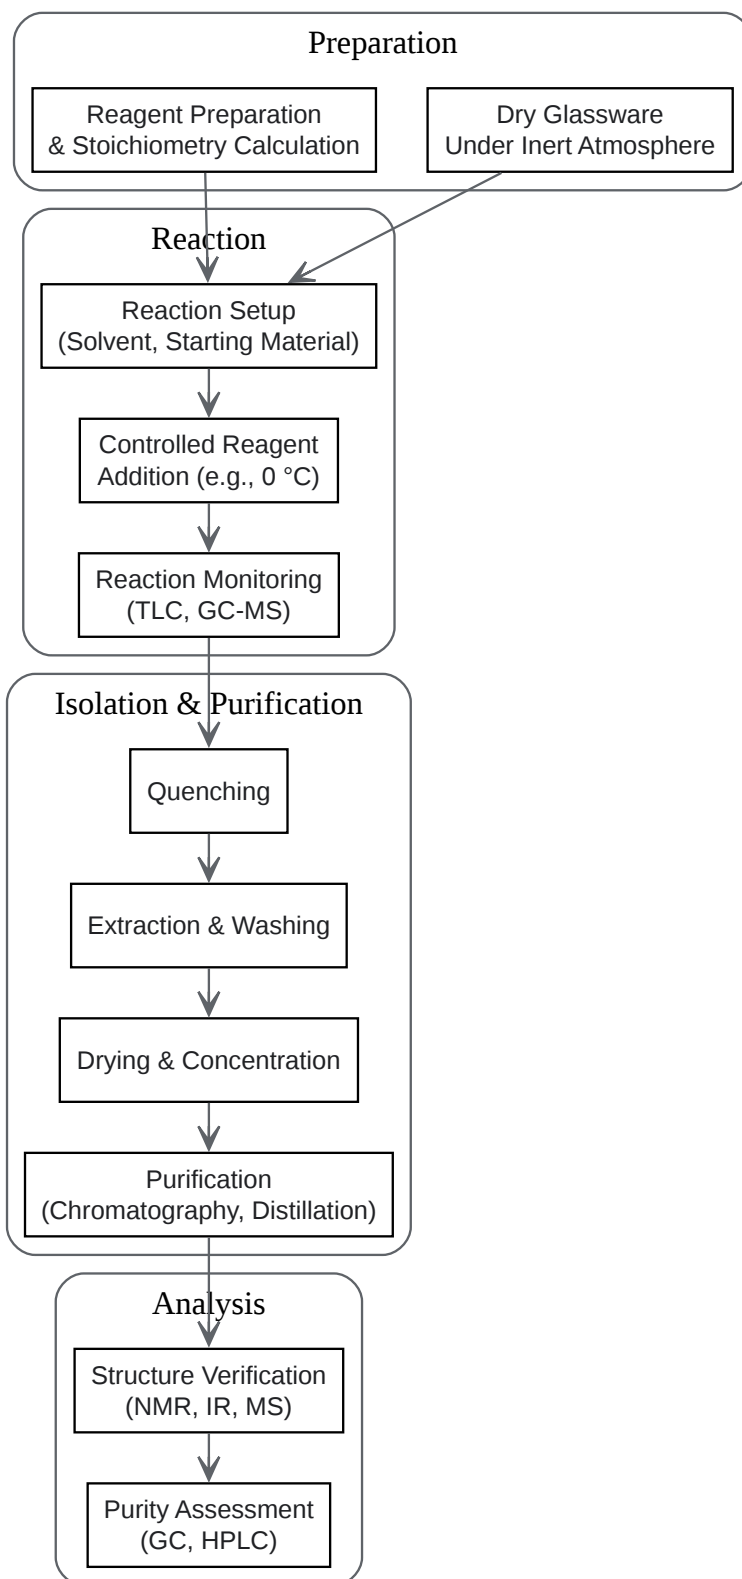 Preparation
Reagent Preparation
& Stoichiometry Calculation
Dry Glassware
Under Inert Atmosphere
Reaction
Reaction Setup
(Solvent, Starting Material)
Controlled Reagent
Addition (e.g., 0 °C)
Reaction Monitoring
(TLC, GC-MS)
Isolation & Purification
Quenching
Extraction & Washing
Drying & Concentration
Purification
(Chromatography, Distillation)
Analysis
Structure Verification
(NMR, IR, MS)
Purity Assessment
(GC, HPLC)